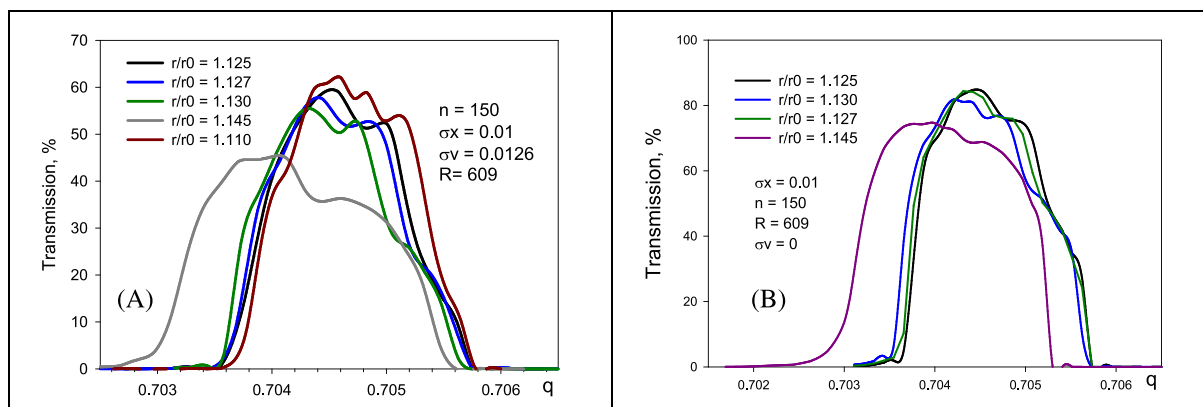 70
60
50
40
30
20
10
0
Transmission, %
r/r0 = 1.125
r/r0 = 1.127
r/r0 = 1.130
r/r0 = 1.145
r/r0 = 1.110
n = 150
σx = 0.01
σv = 0.0126
R= 609
(A)
0.703 0.704 0.705 0.706 q
100
80
60
40
20
0
Transmission, %
r/r0 = 1.125
r/r0 = 1.130
r/r0 = 1.127
r/r0 = 1.145
σx = 0.01
n = 150
R = 609
σv = 0
(B)
0.702 0.703 0.704 0.705 0.706 q